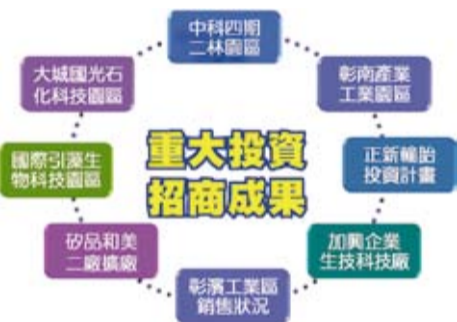 中科四期
二林園區
彰南產業
工業園區
正新輪胎
投資計畫
加興企業
生技科技廠
彰濱工業區
銷售狀況
矽品和美
二廠擴廠
國際引藻生
物科技園區
大城國光石
化科技園區
重大投資
招商成果